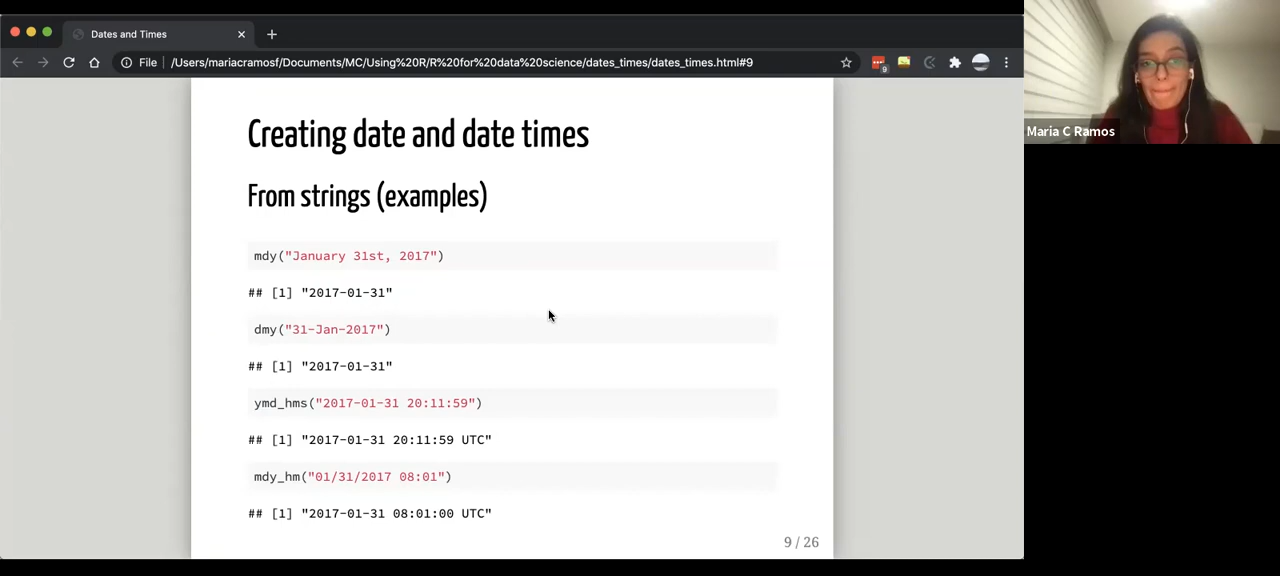 Dates and Times
File
/Users/mariacramosf/Documents/MC/Using%20R/R%20for%20data%20science/dates_times/dates_times.html#9
9
Maria C Ramos
Creating date and date times
From strings (examples)
mdy("January 31st, 2017")
## [1] "2017-01-31"
dmy("31-Jan-2017")
## [1] "2017-01-31"
ymd_hms("2017-01-31 20:11:59")
## [1] "2017-01-31 20:11:59 UTC"
mdy_hm("01/31/2017 08:01")
## [1] "2017-01-31 08:01:00 UTC"
9 / 26